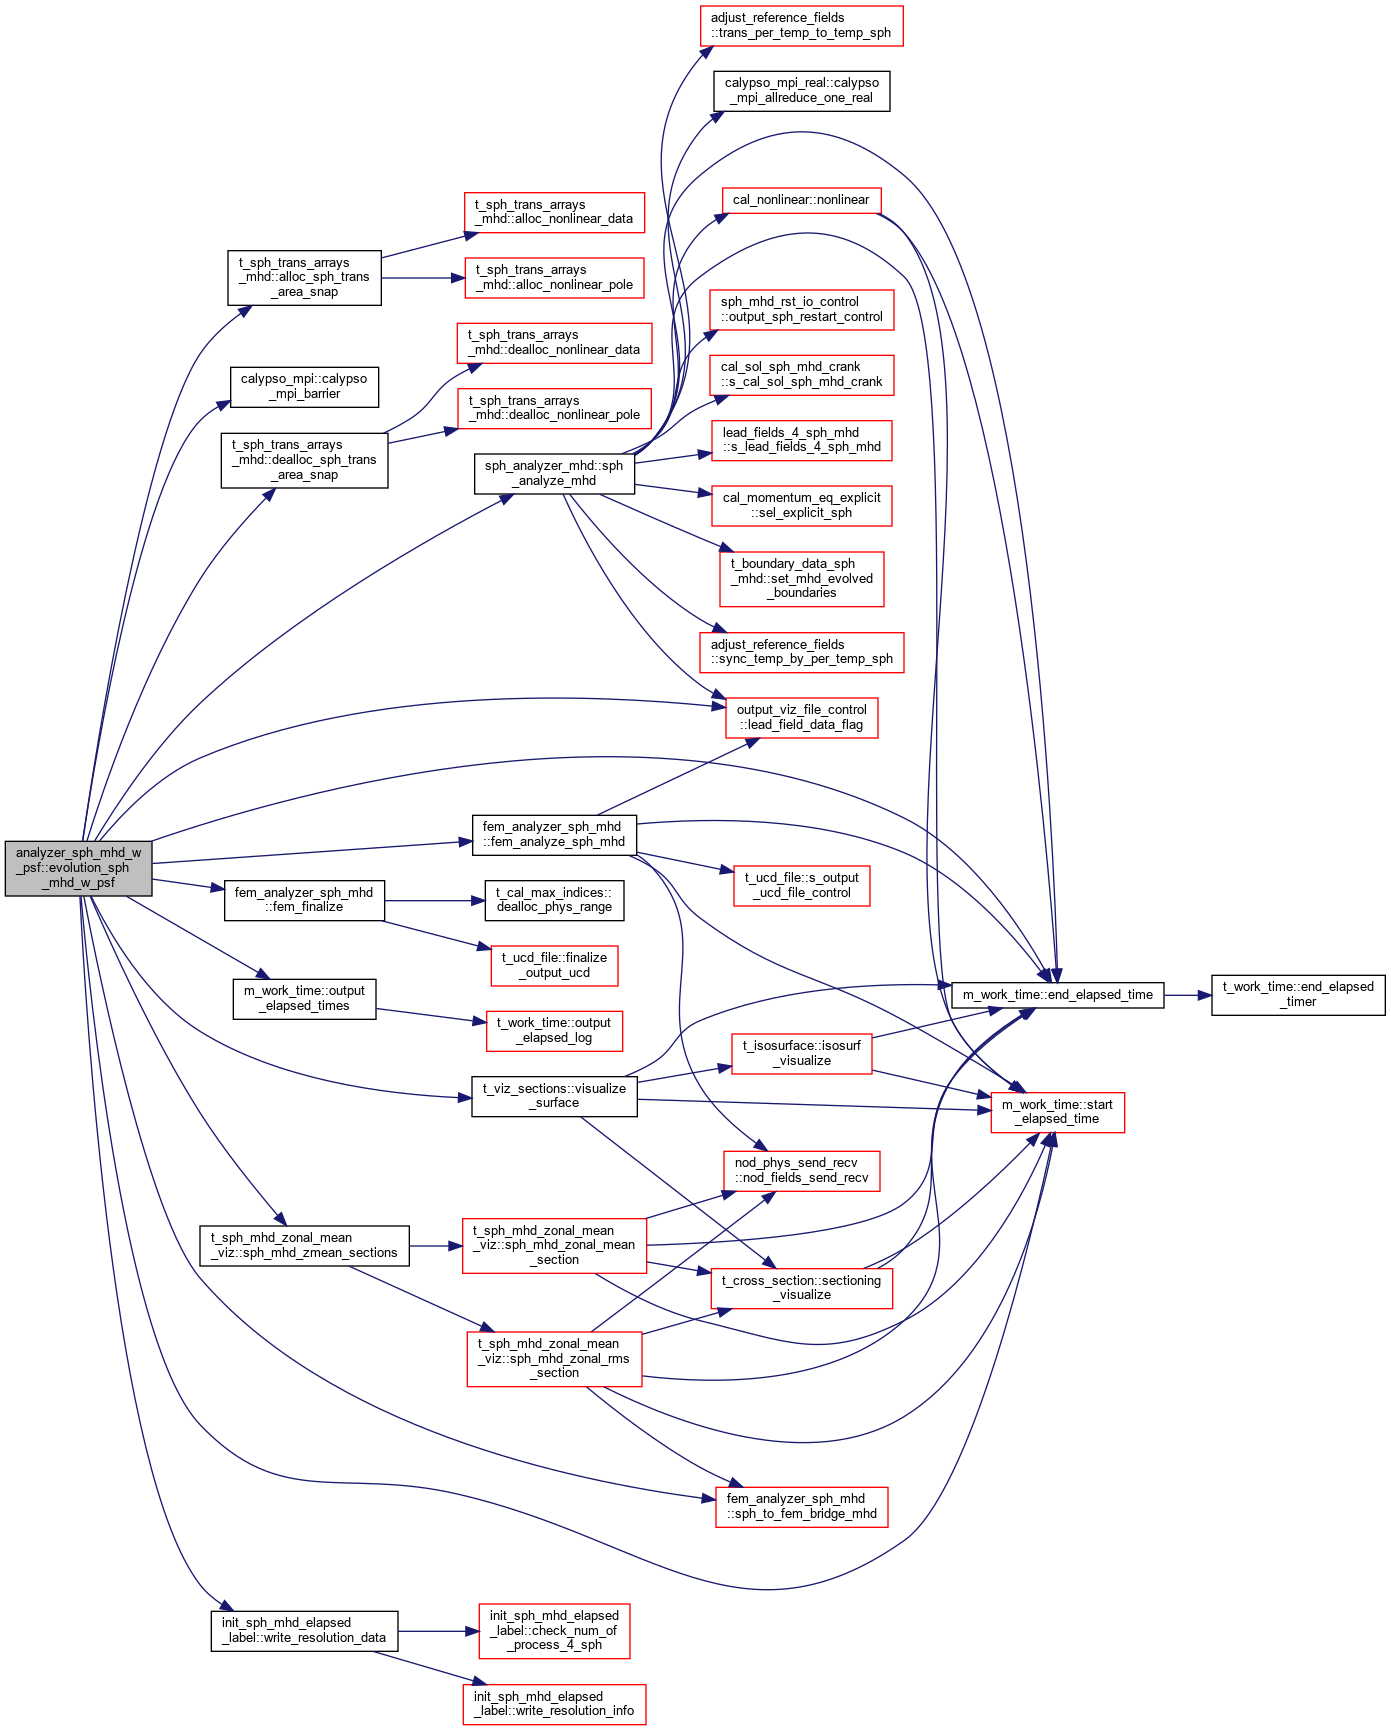 adjust_reference_fields
::trans_per_temp_to_temp_sph
calypso_mpi_real::calypso
_mpi_allreduce_one_real
cal_nonlinear::nonlinear
t_sph_trans_arrays
_mhd::alloc_nonlinear_data
t_sph_trans_arrays
_mhd::alloc_sph_trans
_area_snap
t_sph_trans_arrays
_mhd::alloc_nonlinear_pole
sph_mhd_rst_io_control
::output_sph_restart_control
t_sph_trans_arrays
_mhd::dealloc_nonlinear_data
cal_sol_sph_mhd_crank
::s_cal_sol_sph_mhd_crank
calypso_mpi::calypso
_mpi_barrier
t_sph_trans_arrays
_mhd::dealloc_nonlinear_pole
t_sph_trans_arrays
_mhd::dealloc_sph_trans
_area_snap
lead_fields_4_sph_mhd
::s_lead_fields_4_sph_mhd
sph_analyzer_mhd::sph
_analyze_mhd
cal_momentum_eq_explicit
::sel_explicit_sph
t_boundary_data_sph
_mhd::set_mhd_evolved
_boundaries
adjust_reference_fields
::sync_temp_by_per_temp_sph
output_viz_file_control
::lead_field_data_flag
fem_analyzer_sph_mhd
::fem_analyze_sph_mhd
analyzer_sph_mhd_w
_psf::evolution_sph
_mhd_w_psf
t_ucd_file::s_output
_ucd_file_control
fem_analyzer_sph_mhd
::fem_finalize
t_cal_max_indices::
dealloc_phys_range
t_ucd_file::finalize
_output_ucd
m_work_time::output
_elapsed_times
m_work_time::end_elapsed_time
t_work_time::end_elapsed
_timer
t_work_time::output
_elapsed_log
t_isosurface::isosurf
_visualize
t_viz_sections::visualize
_surface
m_work_time::start
_elapsed_time
nod_phys_send_recv
::nod_fields_send_recv
t_sph_mhd_zonal_mean
_viz::sph_mhd_zmean_sections
t_sph_mhd_zonal_mean
_viz::sph_mhd_zonal_mean
_section
t_cross_section::sectioning
_visualize
t_sph_mhd_zonal_mean
_viz::sph_mhd_zonal_rms
_section
fem_analyzer_sph_mhd
::sph_to_fem_bridge_mhd
init_sph_mhd_elapsed
_label::write_resolution_data
init_sph_mhd_elapsed
_label::check_num_of
_process_4_sph
init_sph_mhd_elapsed
_label::write_resolution_info